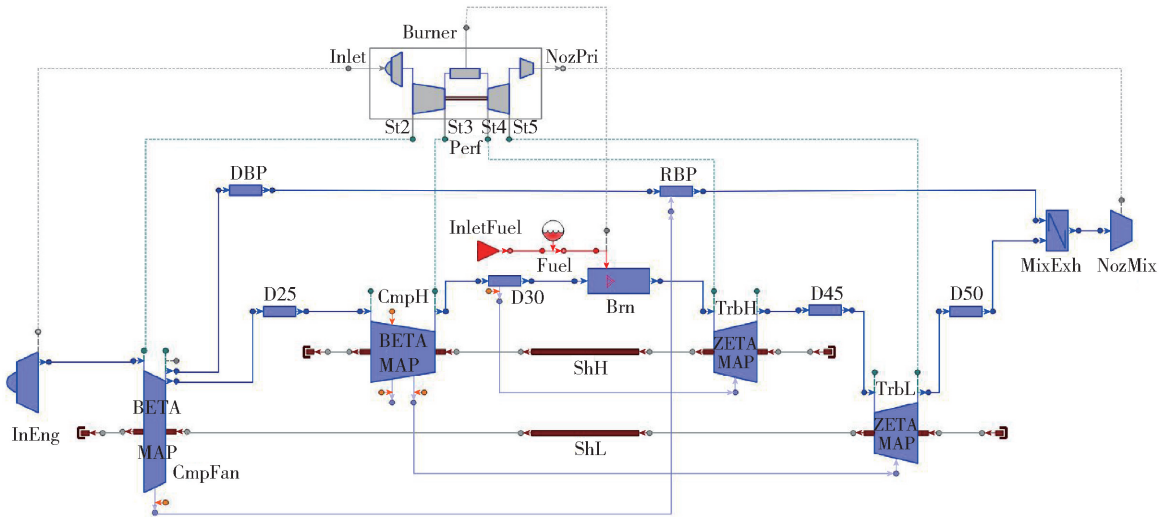 Burner
Inlet
NozPri
St2
St3
St4
St5
Perf
DBP
RBP
InletFuel
Fuel
MixExh
NozMix
D25
CmpH
D30
Brn
TrbH
D45
D50
BETA
MAP
ShH
ZETA
MAP
TrbL
InEng
BETA
MAP
CmpFan
ShL
ZETA
MAP